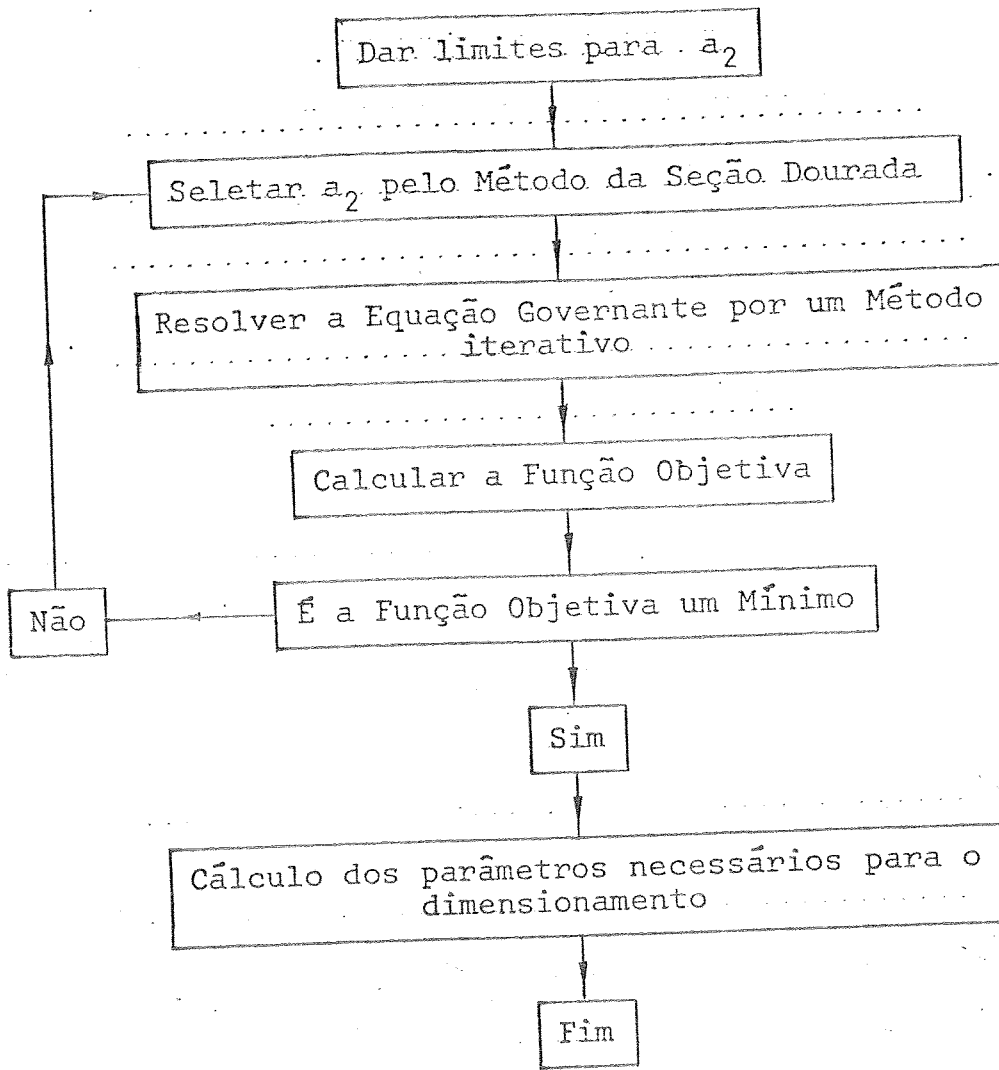 Dar limites para a₂
Seletar a₂ pelo Método da Seção Dourada
Resolver a Equação Governante por um Método
iterativo
Calcular a Função Objetiva
É a Função Objetiva um Mínimo
Não
Sim
Cálculo dos parâmetros necessários para o
dimensionamento
Fim